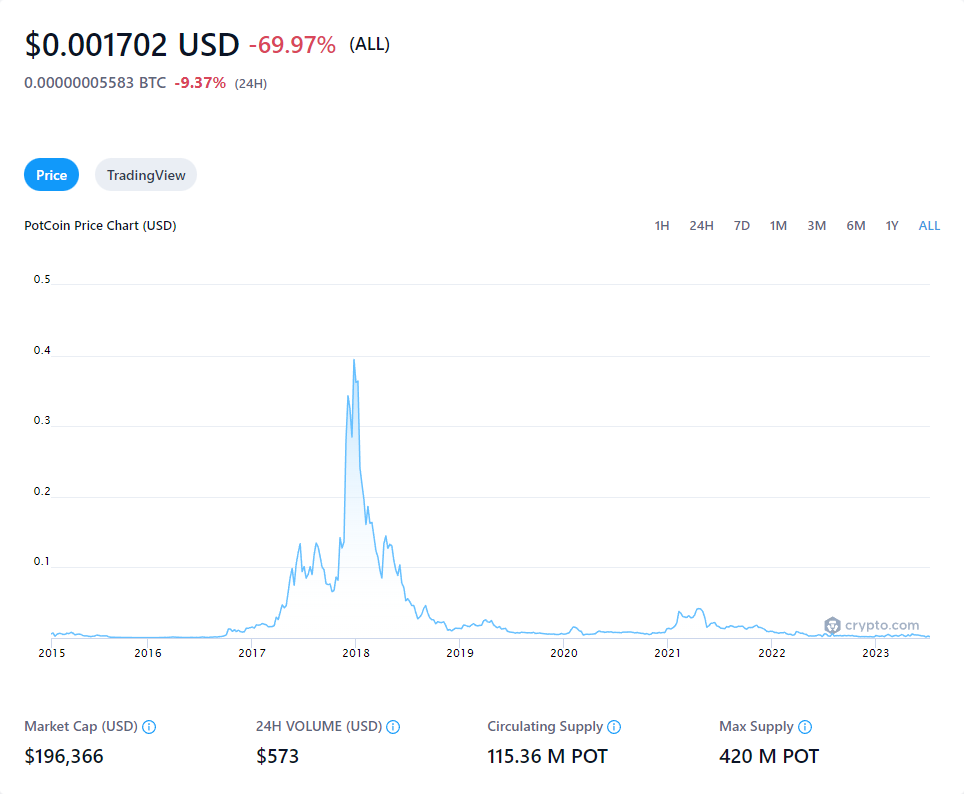 $0.001702 USD -69.97% (ALL)
0.00000005583 BTC -9.37% (24H)
Price TradingView
PotCoin Price Chart (USD) 1H 24H 7D 1M 3M 6M 1Y ALL
0.5
0.4
0.3
0.2
0.1
crypto.com
2015 2016 2017 2018 2019 2020 2021 2022 2023
Market Cap (USD) 24H VOLUME (USD) Circulating Supply Max Supply
$196,366 $573 115.36 M POT 420 M POT